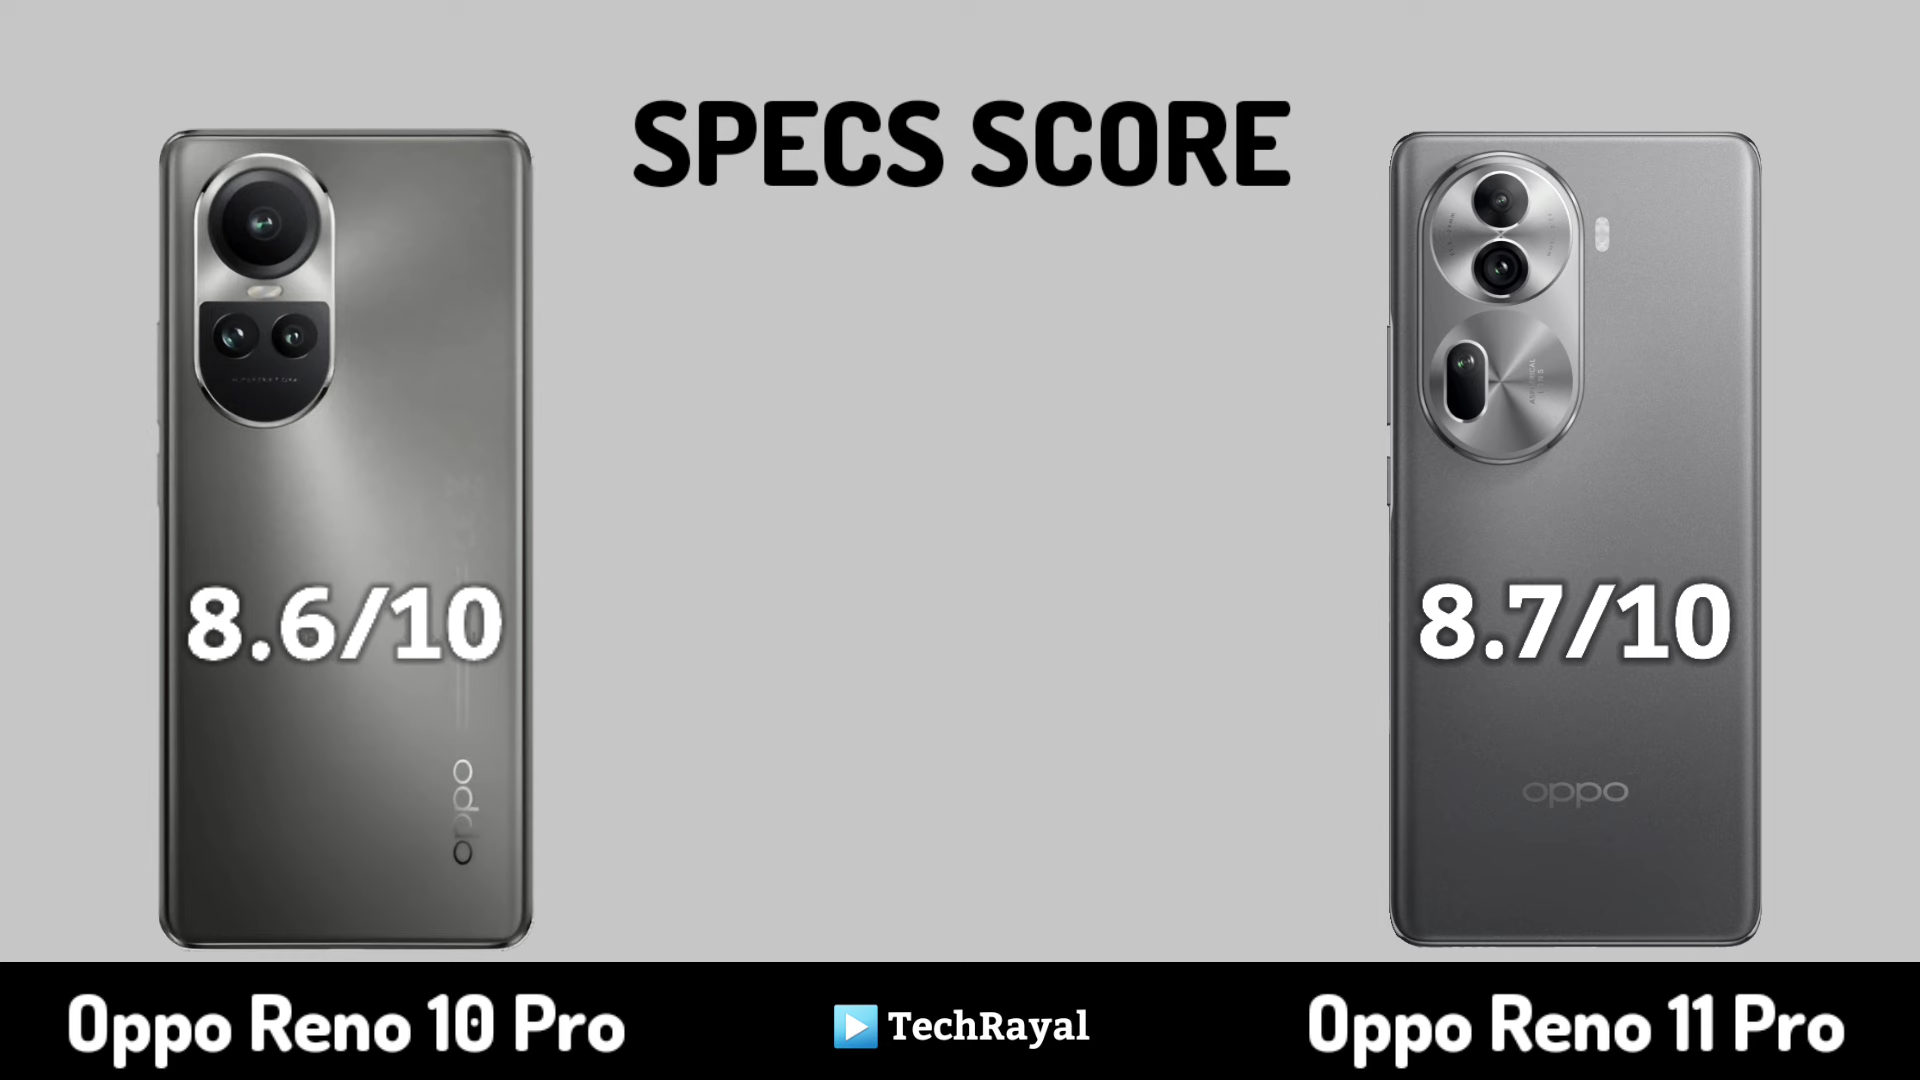 SPECS SCORE
8.6/10
8.7/10
oppo
oppo
Oppo Reno 10 Pro
TechRayal
Oppo Reno 11 Pro